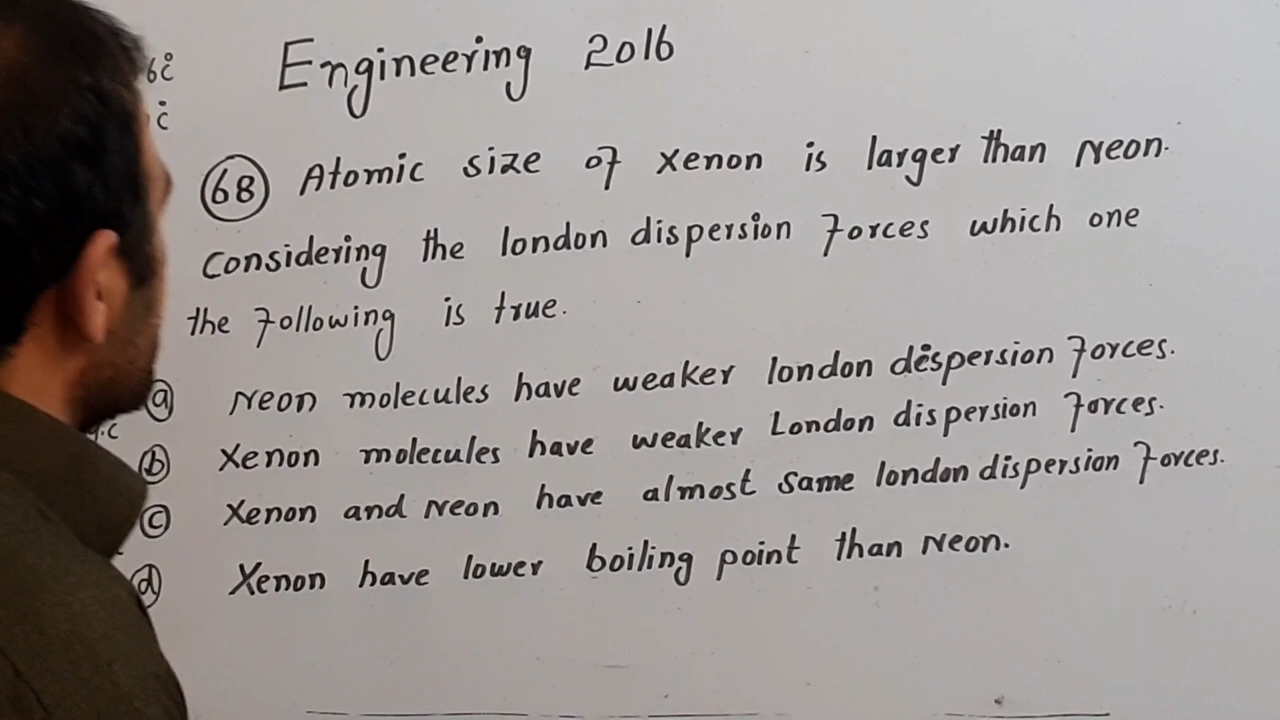 Engineering 2016
68 Atomic size of xenon is larger than neon.
Considering the london dispersion forces which one
the following is true.
a Neon molecules have weaker london despersion forces.
b Xenon molecules have weaker London dispersion forces.
c Xenon and neon have almost same london dispersion forces.
d Xenon have lower boiling point than neon.